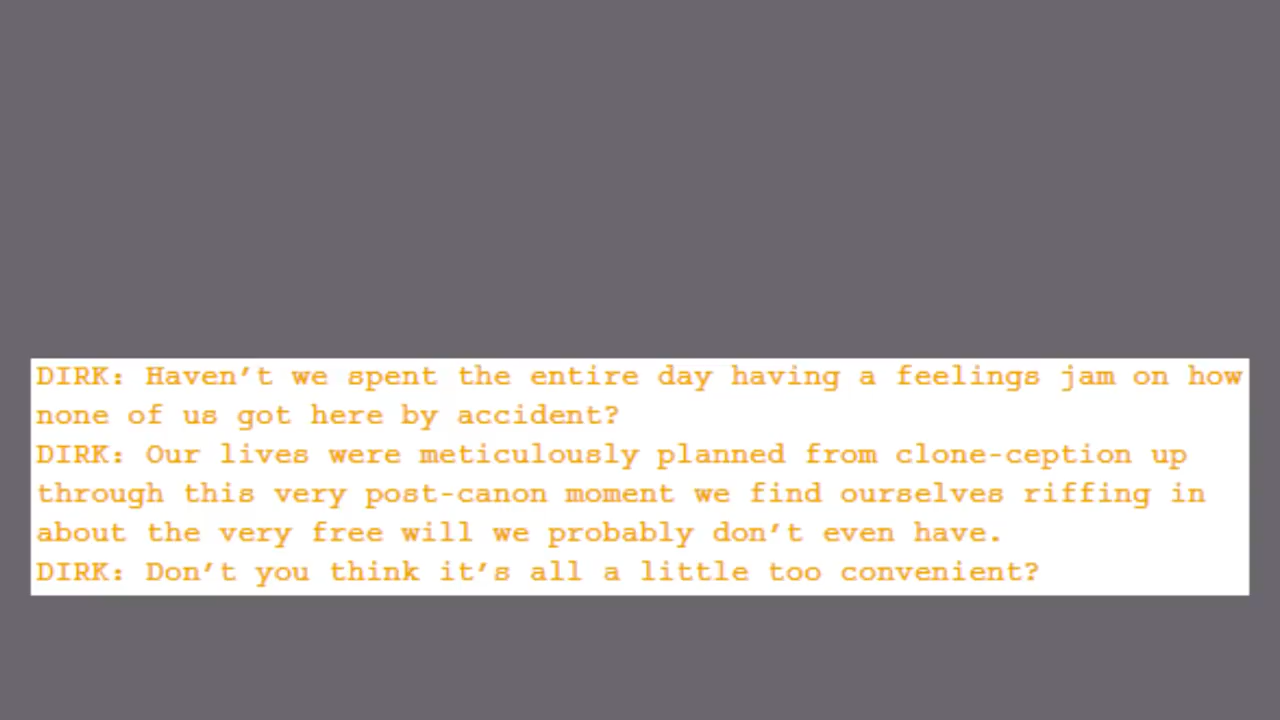 DIRK: Haven’t we spent the entire day having a feelings jam on how
none of us got here by accident?
DIRK: Our lives were meticulously planned from clone-ception up
through this very post-canon moment we find ourselves riffing in
about the very free will we probably don’t even have.
DIRK: Don’t you think it’s all a little too convenient?